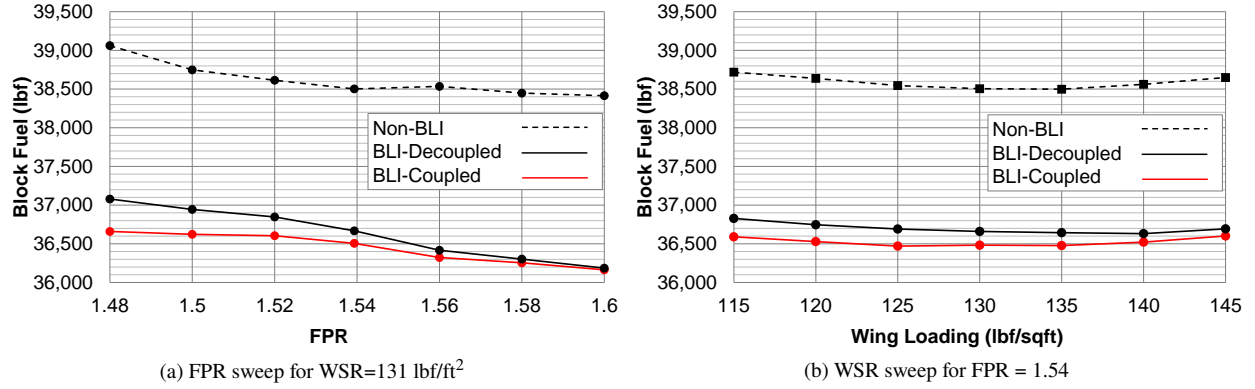 39,500
39,000
38,500
38,000
37,500
37,000
36,500
36,000
Block Fuel (lbf)
Non-BLI
BLI-Decoupled
BLI-Coupled
1.48 1.5 1.52 1.54 1.56 1.58 1.6
FPR
(a) FPR sweep for WSR=131 lbf/ft²
39,500
39,000
38,500
38,000
37,500
37,000
36,500
36,000
Block Fuel (lbf)
Non-BLI
BLI-Decoupled
BLI-Coupled
115 120 125 130 135 140 145
Wing Loading (lbf/sqft)
(b) WSR sweep for FPR = 1.54